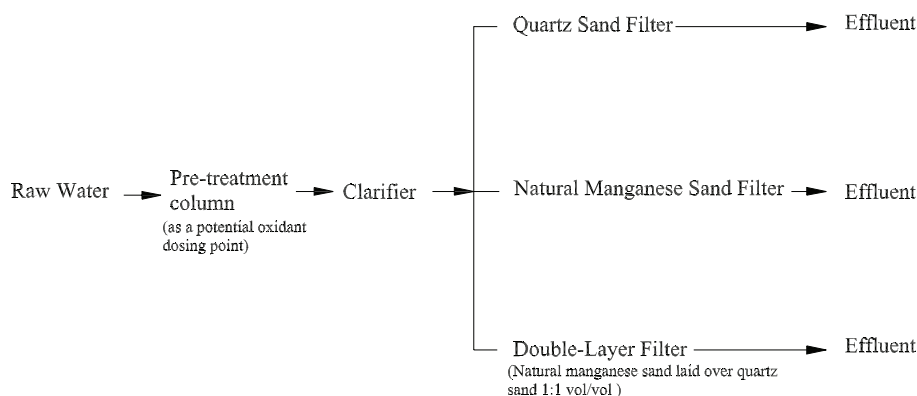 Quartz Sand Filter
Effluent
Raw Water
Pre-treatment
column
(as a potential oxidant
dosing point)
Clarifier
Natural Manganese Sand Filter
Effluent
Double-Layer Filter
(Natural manganese sand laid over quartz
sand 1:1 vol/vol )
Effluent